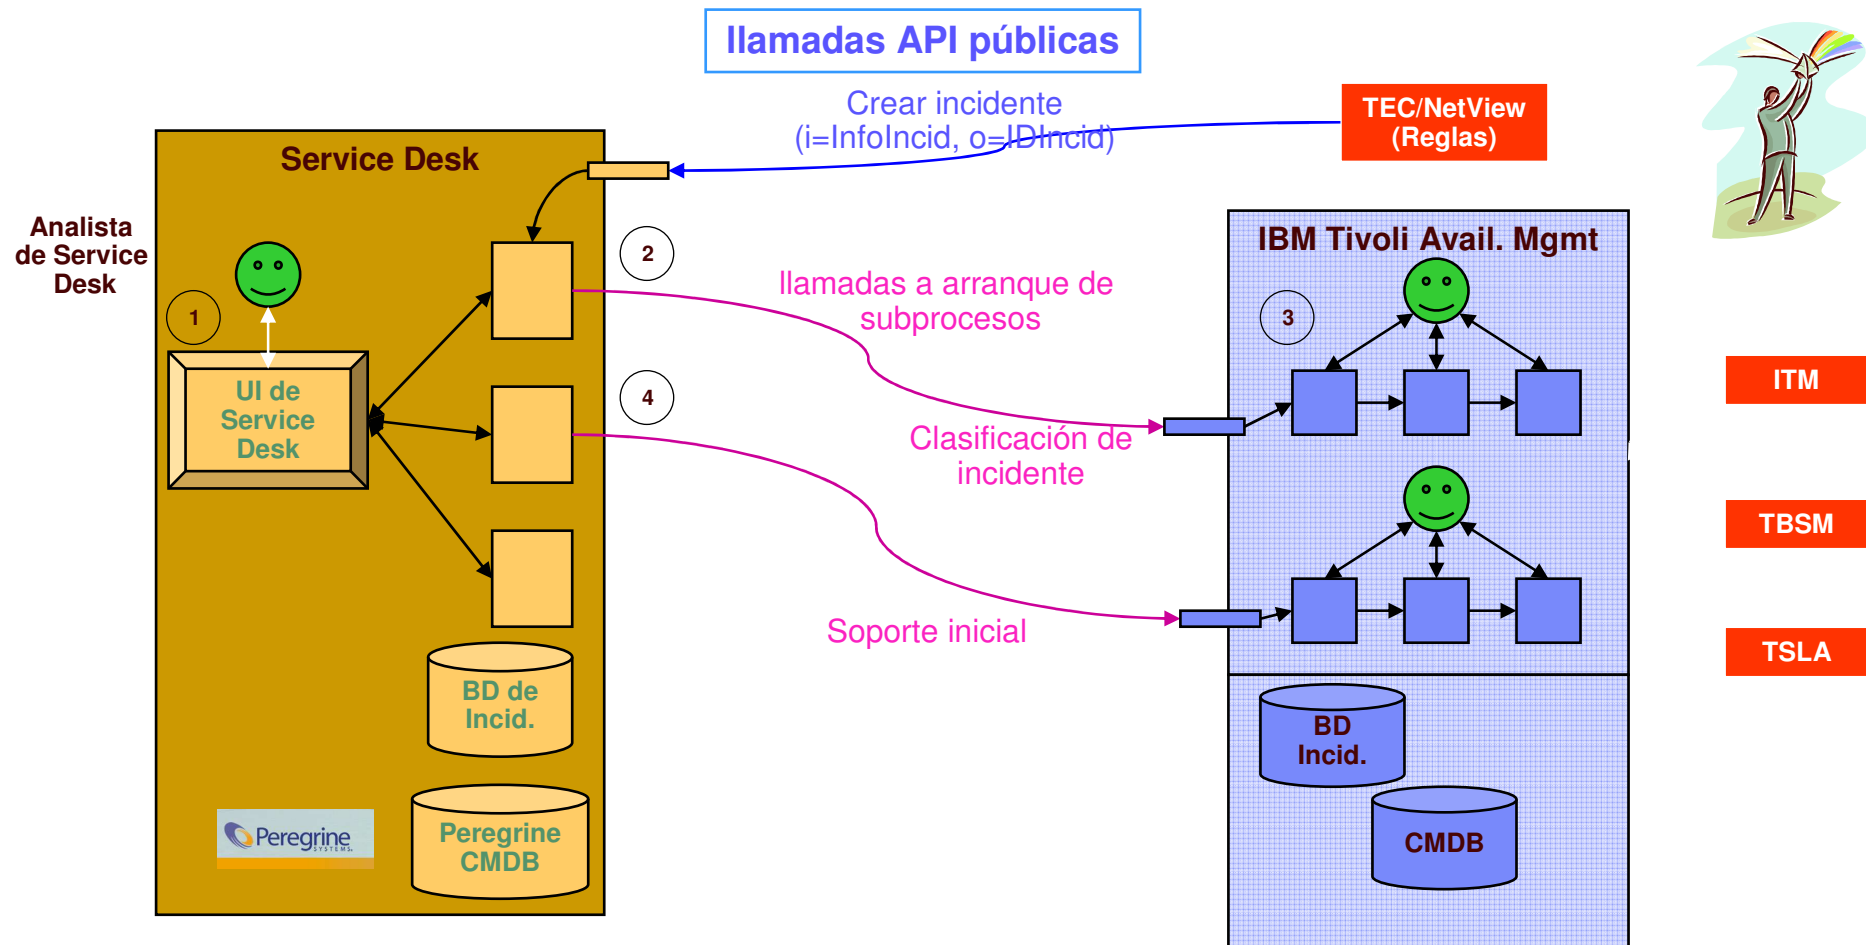 llamadas API públicas
Crear incidente
(i=InfoIncid, o=IDIncid)
TEC/NetView
(Reglas)
Service Desk
Analista
de Service
Desk
1
2
UI de
Service
Desk
4
BD de
Incid.
Peregrine
SYSTEMS
Peregrine
CMDB
llamadas a arranque de
subprocesos
Clasificación de
incidente
Soporte inicial
IBM Tivoli Avail. Mgmt
3
BD
Incid.
CMDB
ITM
TBSM
TSLA